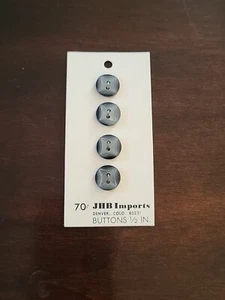 70¢ JHB Imports
DENVER, COLO.
BUTTONS 1/2 IN.